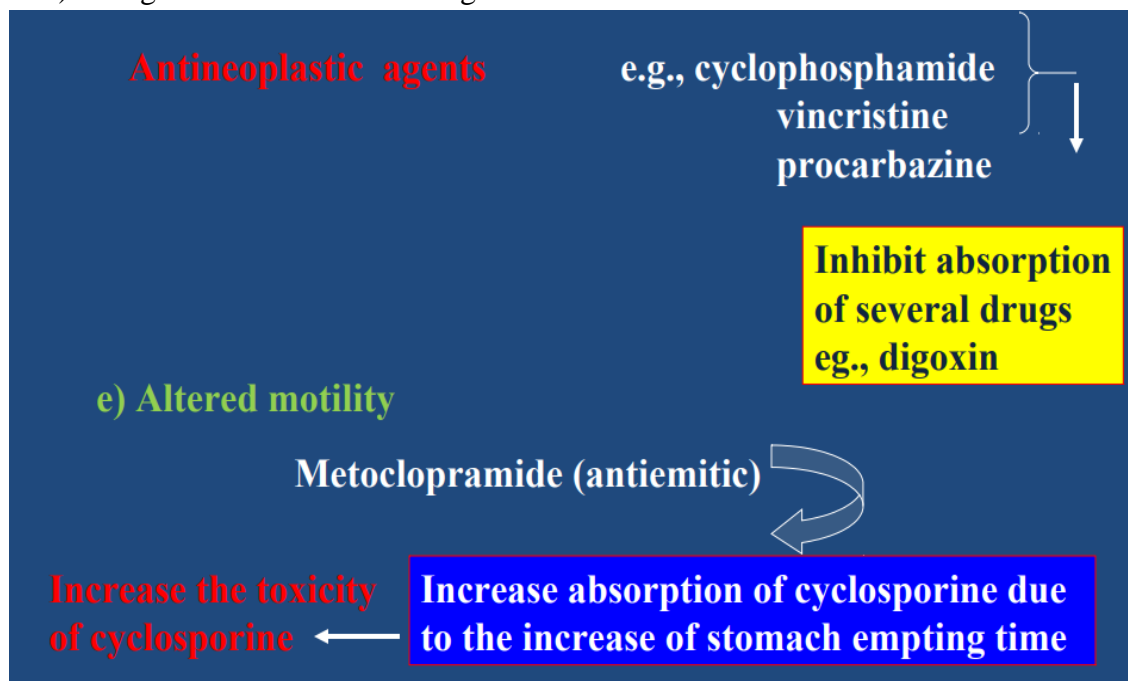 Antineoplastic agents e.g., cyclophosphamide
vincristine
procarbazine
Inhibit absorption
of several drugs
eg., digoxin
e) Altered motility
Metoclopramide (antiemitic)
Increase absorption of cyclosporine due
to the increase of stomach empting time
Increase the toxicity
of cyclosporine